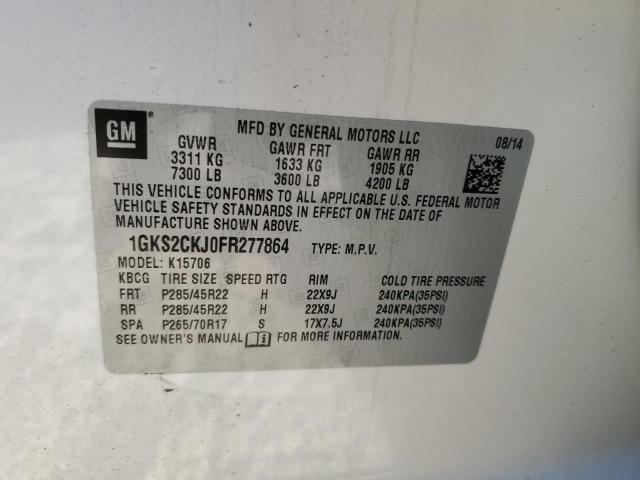 GM®
MFD BY GENERAL MOTORS LLC 08/14
GVWR GAWR FRT GAWR RR
3311 KG 1633 KG 1905 KG
7300 LB 3600 LB 4200 LB
THIS VEHICLE CONFORMS TO ALL APPLICABLE U.S. FEDERAL MOTOR
VEHICLE SAFETY STANDARDS IN EFFECT ON THE DATE OF
MANUFACTURE SHOWN ABOVE.
1GKS2CKJ0FR277864 TYPE: M.P.V.
MODEL: K15706
KBCG TIRE SIZE SPEED RTG RIM COLD TIRE PRESSURE
FRT P285/45R22 H 22X9J 240KPA(35PSI)
RR P285/45R22 H 22X9J 240KPA(35PSI)
SPA P265/70R17 S 17X7.5J 240KPA(35PSI)
SEE OWNER'S MANUAL FOR MORE INFORMATION.